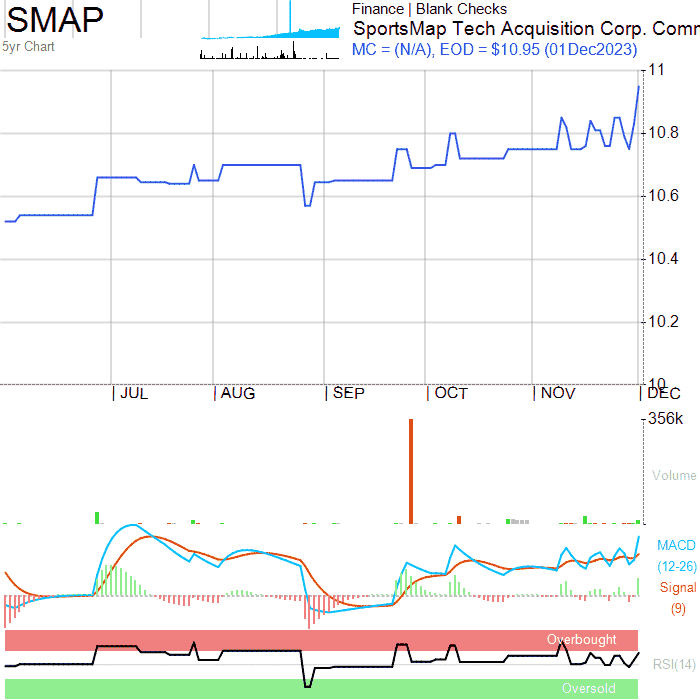 SMAP
5yr Chart
Finance | Blank Checks
SportsMap Tech Acquisition Corp. Comm
MC = (N/A), EOD = $10.95 (01Dec2023)
11
10.8
10.6
10.4
10.2
10
JUL AUG SEP OCT NOV DEC
356k
Volume
MACD
(12-26)
Signal
(9)
Overbought
RSI(14)
Oversold